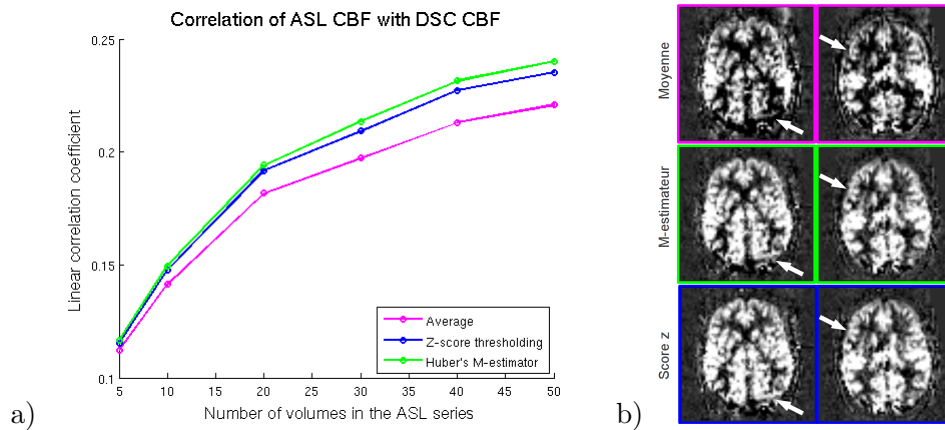 Correlation of ASL CBF with DSC CBF
0.25
0.2
0.15
0.1
Linear correlation coefficient
5 10 15 20 25 30 35 40 45 50
Number of volumes in the ASL series
Average
Z-score thresholding
Huber's M-estimator
a)
Moyenne
M-estimateur
Score z
b)